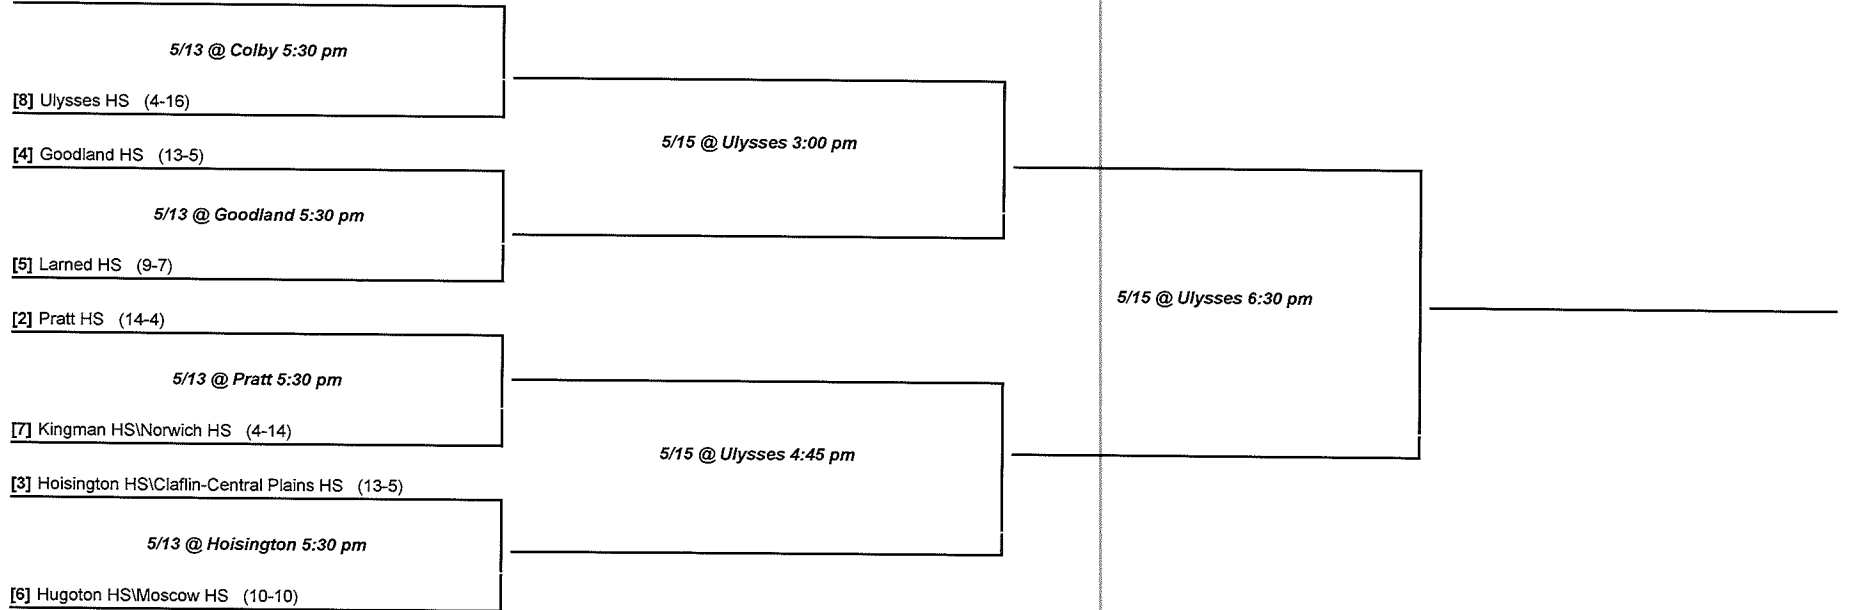 5/13 @ Colby 5:30 pm
[8] Ulysses HS (4-16)
5/15 @ Ulysses 3:00 pm
[4] Goodland HS (13-5)
5/13 @ Goodland 5:30 pm
[5] Larned HS (9-7)
5/15 @ Ulysses 6:30 pm
[2] Pratt HS (14-4)
5/13 @ Pratt 5:30 pm
[7] Kingman HS\Norwich HS (4-14)
5/15 @ Ulysses 4:45 pm
[3] Hoisington HS\Claflin-Central Plains HS (13-5)
5/13 @ Hoisington 5:30 pm
[6] Hugoton HS\Moscow HS (10-10)